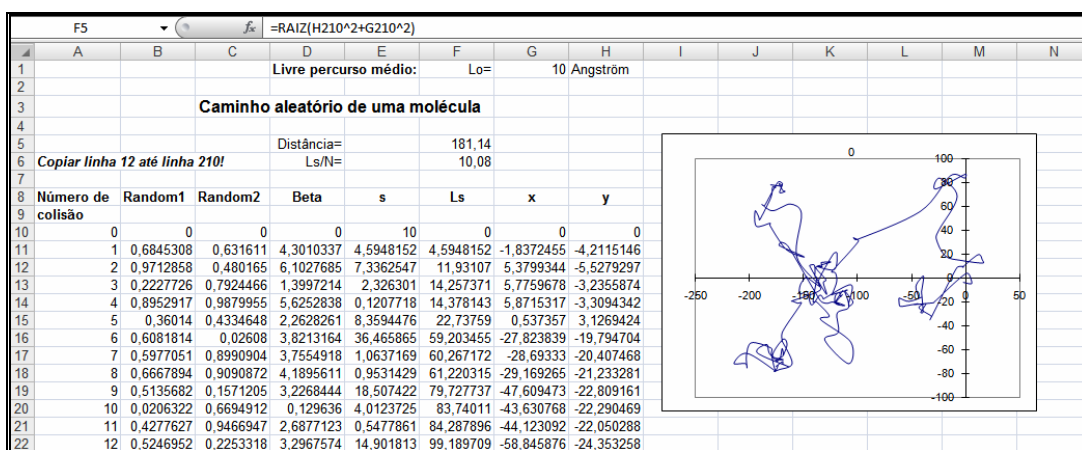 F5 fx =RAIZ(H210^2+G210^2)
A B C D E F G H I J K L M N
1 Livre percurso médio: Lo= 10 Angström
2
3 Caminho aleatório de uma molécula
4
5 Distância= 181,14
6 Copiar linha 12 até linha 210! Ls/N= 10,08
7
8 Número de Random1 Random2 Beta s Ls x y
9 colisão
10 0 0 0 0 10 0 0 0
11 1 0,6845308 0,631611 4,3010337 4,5948152 4,5948152 -1,8372455 -4,2115146
12 2 0,9712858 0,480165 6,1027685 7,3362547 11,93107 5,3799344 -5,5279297
13 3 0,2227726 0,7924466 1,3997214 2,326301 14,257371 5,7759678 -3,2355874
14 4 0,8952917 0,9879955 5,6252838 0,1207718 14,378143 5,8715317 -3,3094342
15 5 0,36014 0,4334648 2,2628261 8,3594476 22,73759 0,537357 3,1269424
16 6 0,6081814 0,02608 3,8213164 36,465865 59,203455 -27,823839 -19,794704
17 7 0,5977051 0,8990904 3,7554918 1,0637169 60,267172 -28,69333 -20,407468
18 8 0,6667894 0,9090872 4,1895611 0,9531429 61,220315 -29,169265 -21,233281
19 9 0,5135682 0,1571205 3,2268444 18,507422 79,727737 -47,609473 -22,809161
20 10 0,0206322 0,6694912 0,129636 4,0123725 83,74011 -43,630768 -22,290469
21 11 0,4277627 0,9466947 2,6877123 0,5477861 84,287896 -44,123092 -22,050288
22 12 0,5246952 0,2253318 3,2967574 14,901813 99,189709 -58,845876 -24,353258
0
100
80
60
40
20
0
-250 -200 -150 -100 -50 0 50
-20
-40
-60
-80
-100